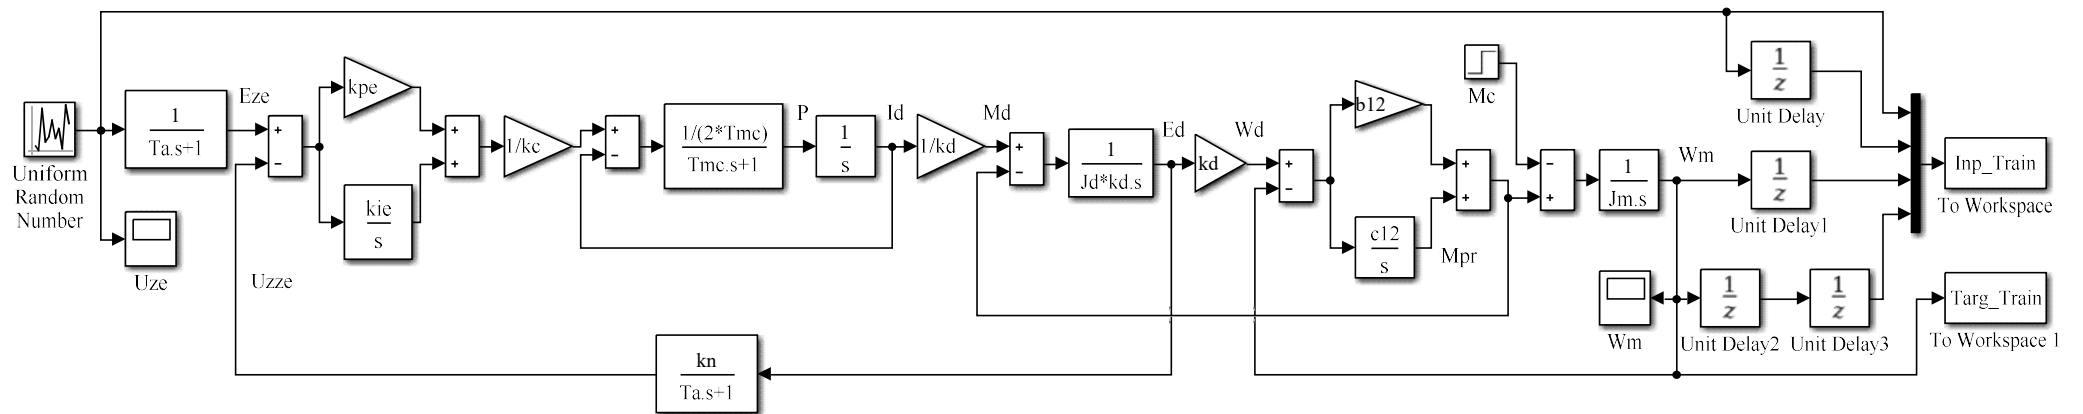 Uniform
Random
Number
Uze
1
Ta.s+1
Eze
+
−
Uzze
kpe
kie
s
+
+
1/kc
+
−
1/(2*Tmc)
Tmc.s+1
P
1
s
Id
1/kd
Md
+
−
1
Jd*kd.s
Ed
kd
Wd
+
−
b12
c12
s
Mpr
+
+
Mc
−
+
1
Jm.s
Wm
1
z
Unit Delay
1
z
Unit Delay1
Wm
1
z
Unit Delay2
1
z
Unit Delay3
Inp_Train
To Workspace
Targ_Train
To Workspace 1
kn
Ta.s+1